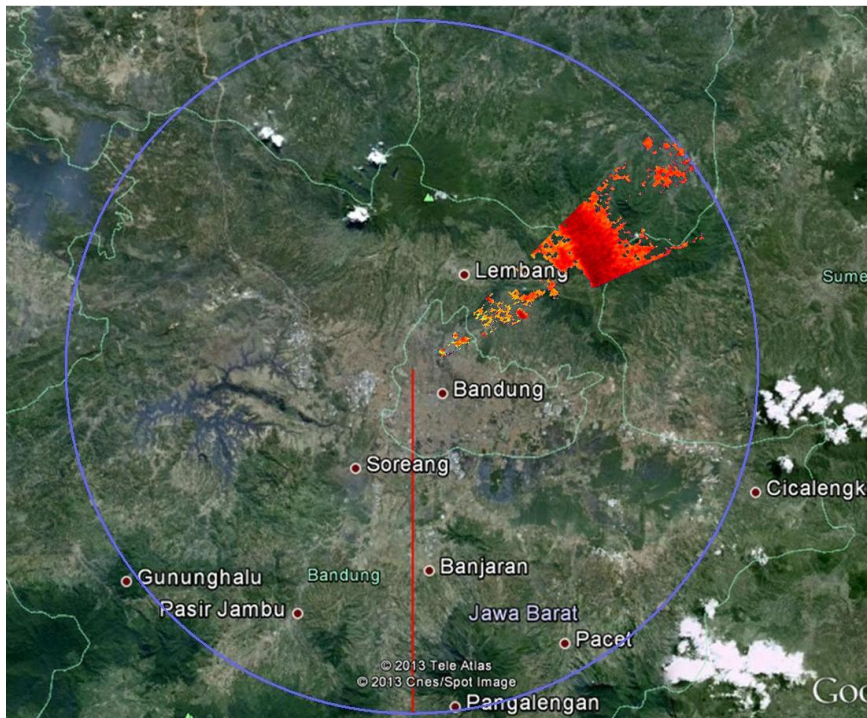 Lembang
Sume
Bandung
Soreang
Cicalengk
Gununghalu
Bandung
Banjaran
Pasir Jambu
Jawa Barat
Pacet
© 2013 Tele Atlas
© 2013 Cnes/Spot Image
Goo
Pangalengan